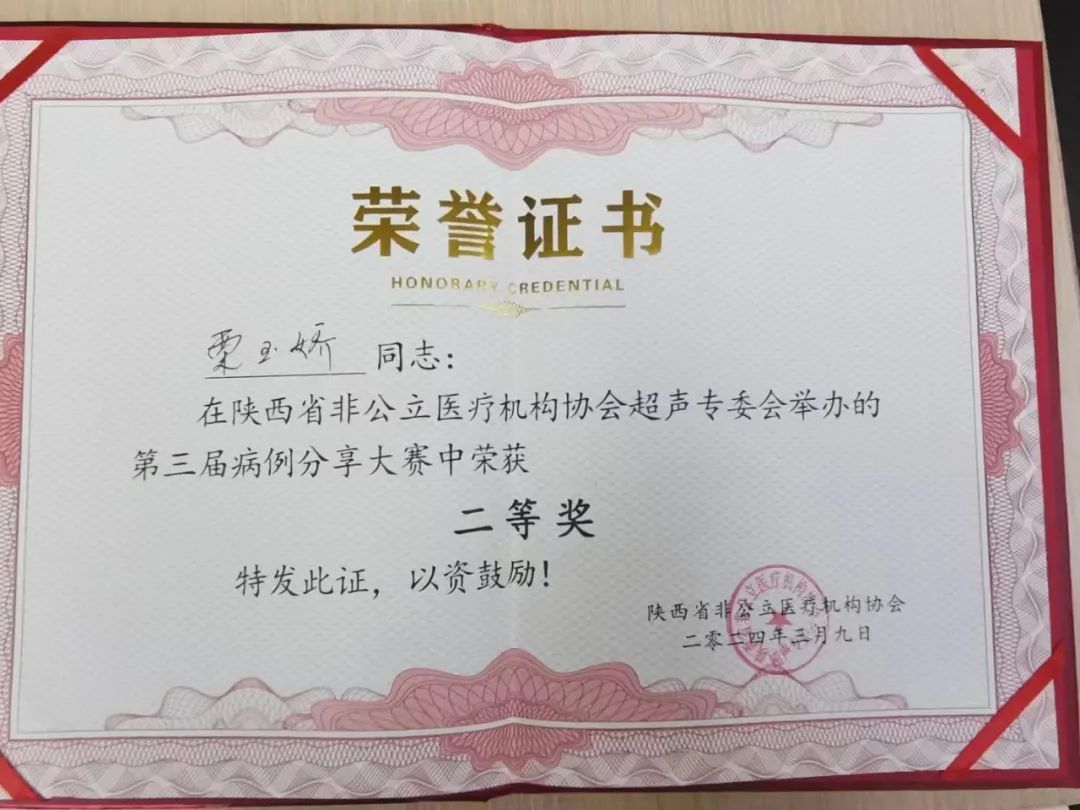 荣誉证书
HONORARY CREDENTIAL
栗玉娇 同志：
在陕西省非公立医疗机构协会超声专委会举办的
第三届病例分享大赛中荣获
二等奖
特发此证，以资鼓励！
陕西省非公立医疗机构协会
二零二四年三月九日